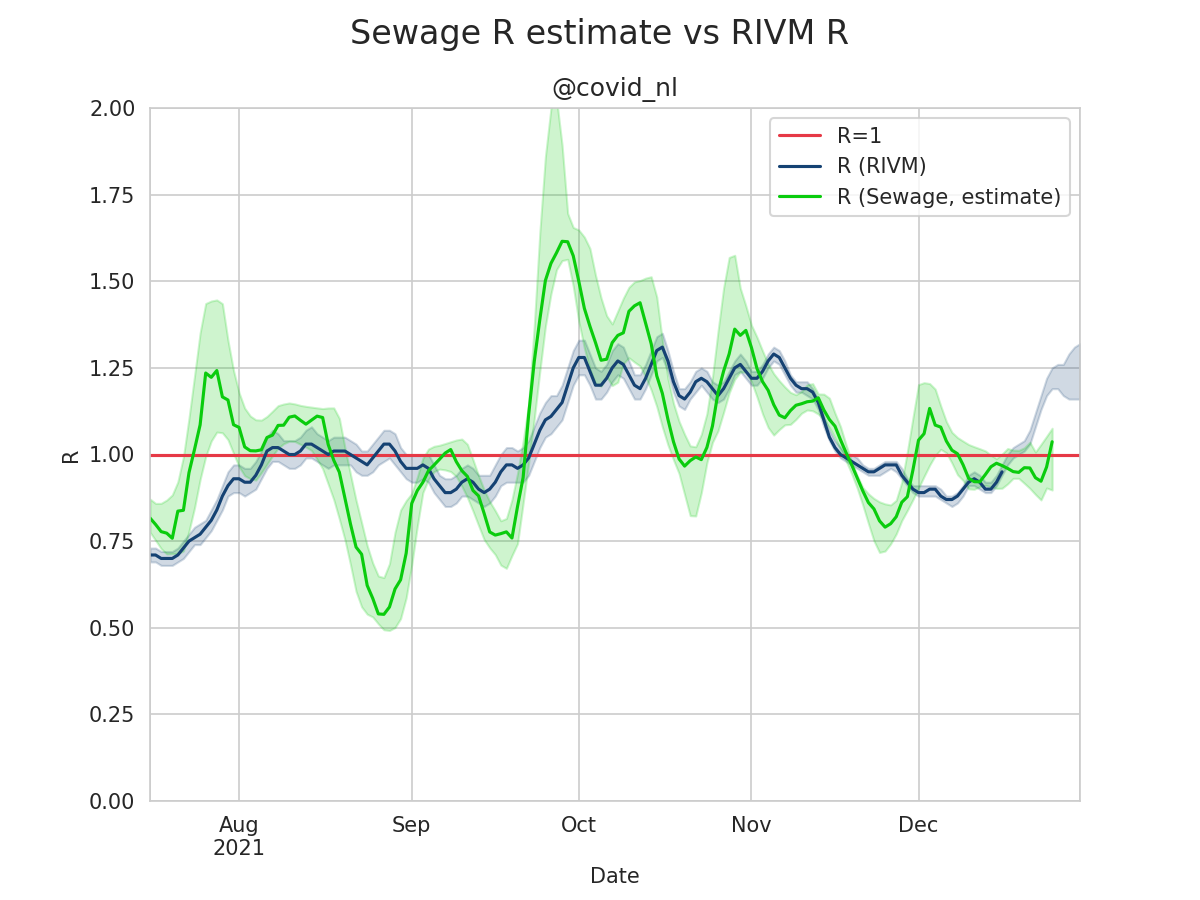 Sewage R estimate vs RIVM R
@covid_nl
R=1
R (RIVM)
R (Sewage, estimate)
2.00
1.75
1.50
1.25
1.00
0.75
0.50
0.25
0.00
R
Aug
2021
Sep
Oct
Nov
Dec
Date